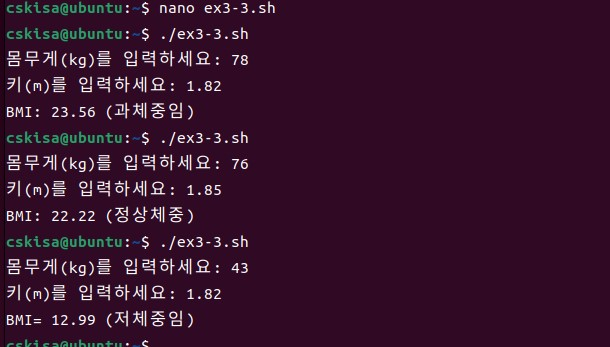 cskisa@ubuntu:~$ nano ex3-3.sh
cskisa@ubuntu:~$ ./ex3-3.sh
몸무게(kg)를 입력하세요: 78
키(m)를 입력하세요: 1.82
BMI: 23.56 (과체중임)
cskisa@ubuntu:~$ ./ex3-3.sh
몸무게(kg)를 입력하세요: 76
키(m)를 입력하세요: 1.85
BMI: 22.22 (정상체중)
cskisa@ubuntu:~$ ./ex3-3.sh
몸무게(kg)를 입력하세요: 43
키(m)를 입력하세요: 1.82
BMI= 12.99 (저체중임)
cskisa@ubuntu:~$